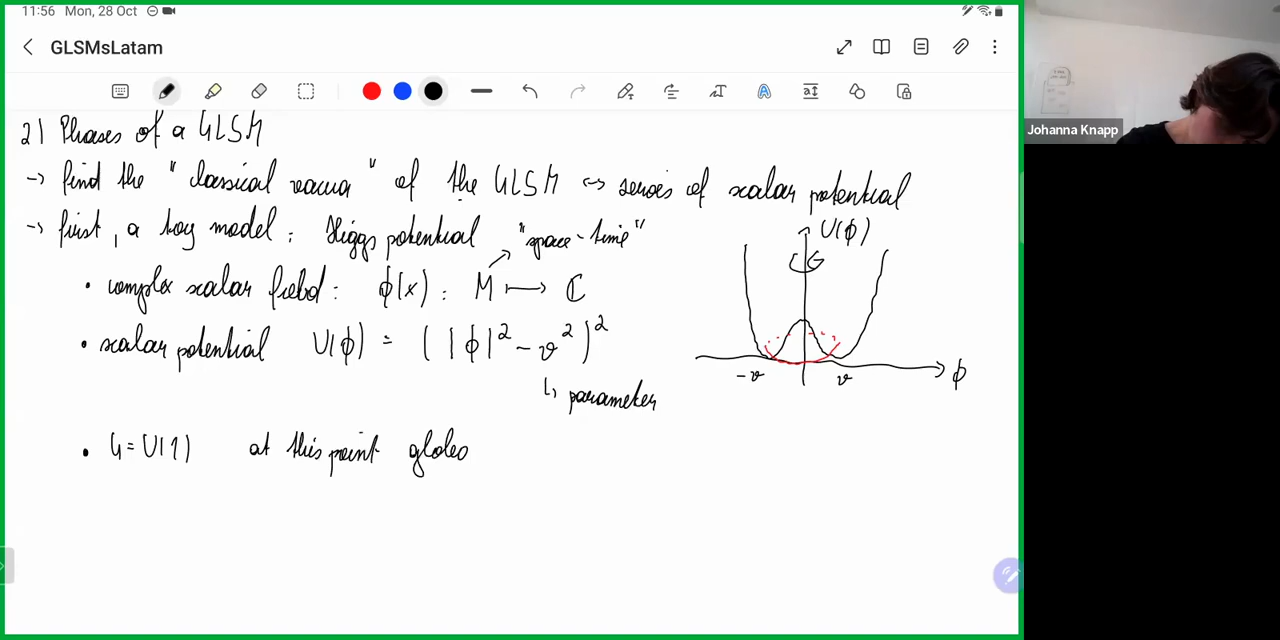 11:56 Mon, 28 Oct
GLSMsLatam
Johanna Knapp
2) Phases of a GLSM
→ find the "classical vacua" of the GLSM ↔ zeroes of scalar potential
→ first, a toy model: Higgs potential "space-time"
U(ϕ)
• complex scalar field: ϕ(x): M ↦ ℂ
• scalar potential U(ϕ) = (|ϕ|² - v²)²
-v v ϕ
↳ parameter
• G=U(1) at this point globa